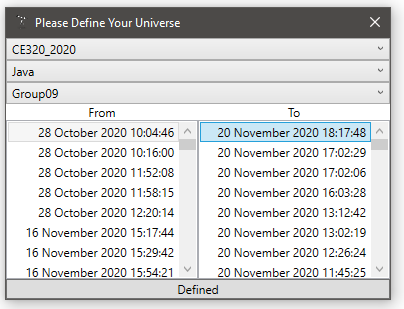 Please Define Your Universe
CE320_2020
Java
Group09
From To
28 October 2020 10:04:46 20 November 2020 18:17:48
28 October 2020 10:16:00 20 November 2020 17:02:29
28 October 2020 11:52:08 20 November 2020 17:02:06
28 October 2020 11:58:15 20 November 2020 16:03:28
28 October 2020 12:20:14 20 November 2020 13:12:42
16 November 2020 15:17:44 20 November 2020 13:02:19
16 November 2020 15:29:42 20 November 2020 12:26:24
16 November 2020 15:54:21 20 November 2020 11:45:25
Defined